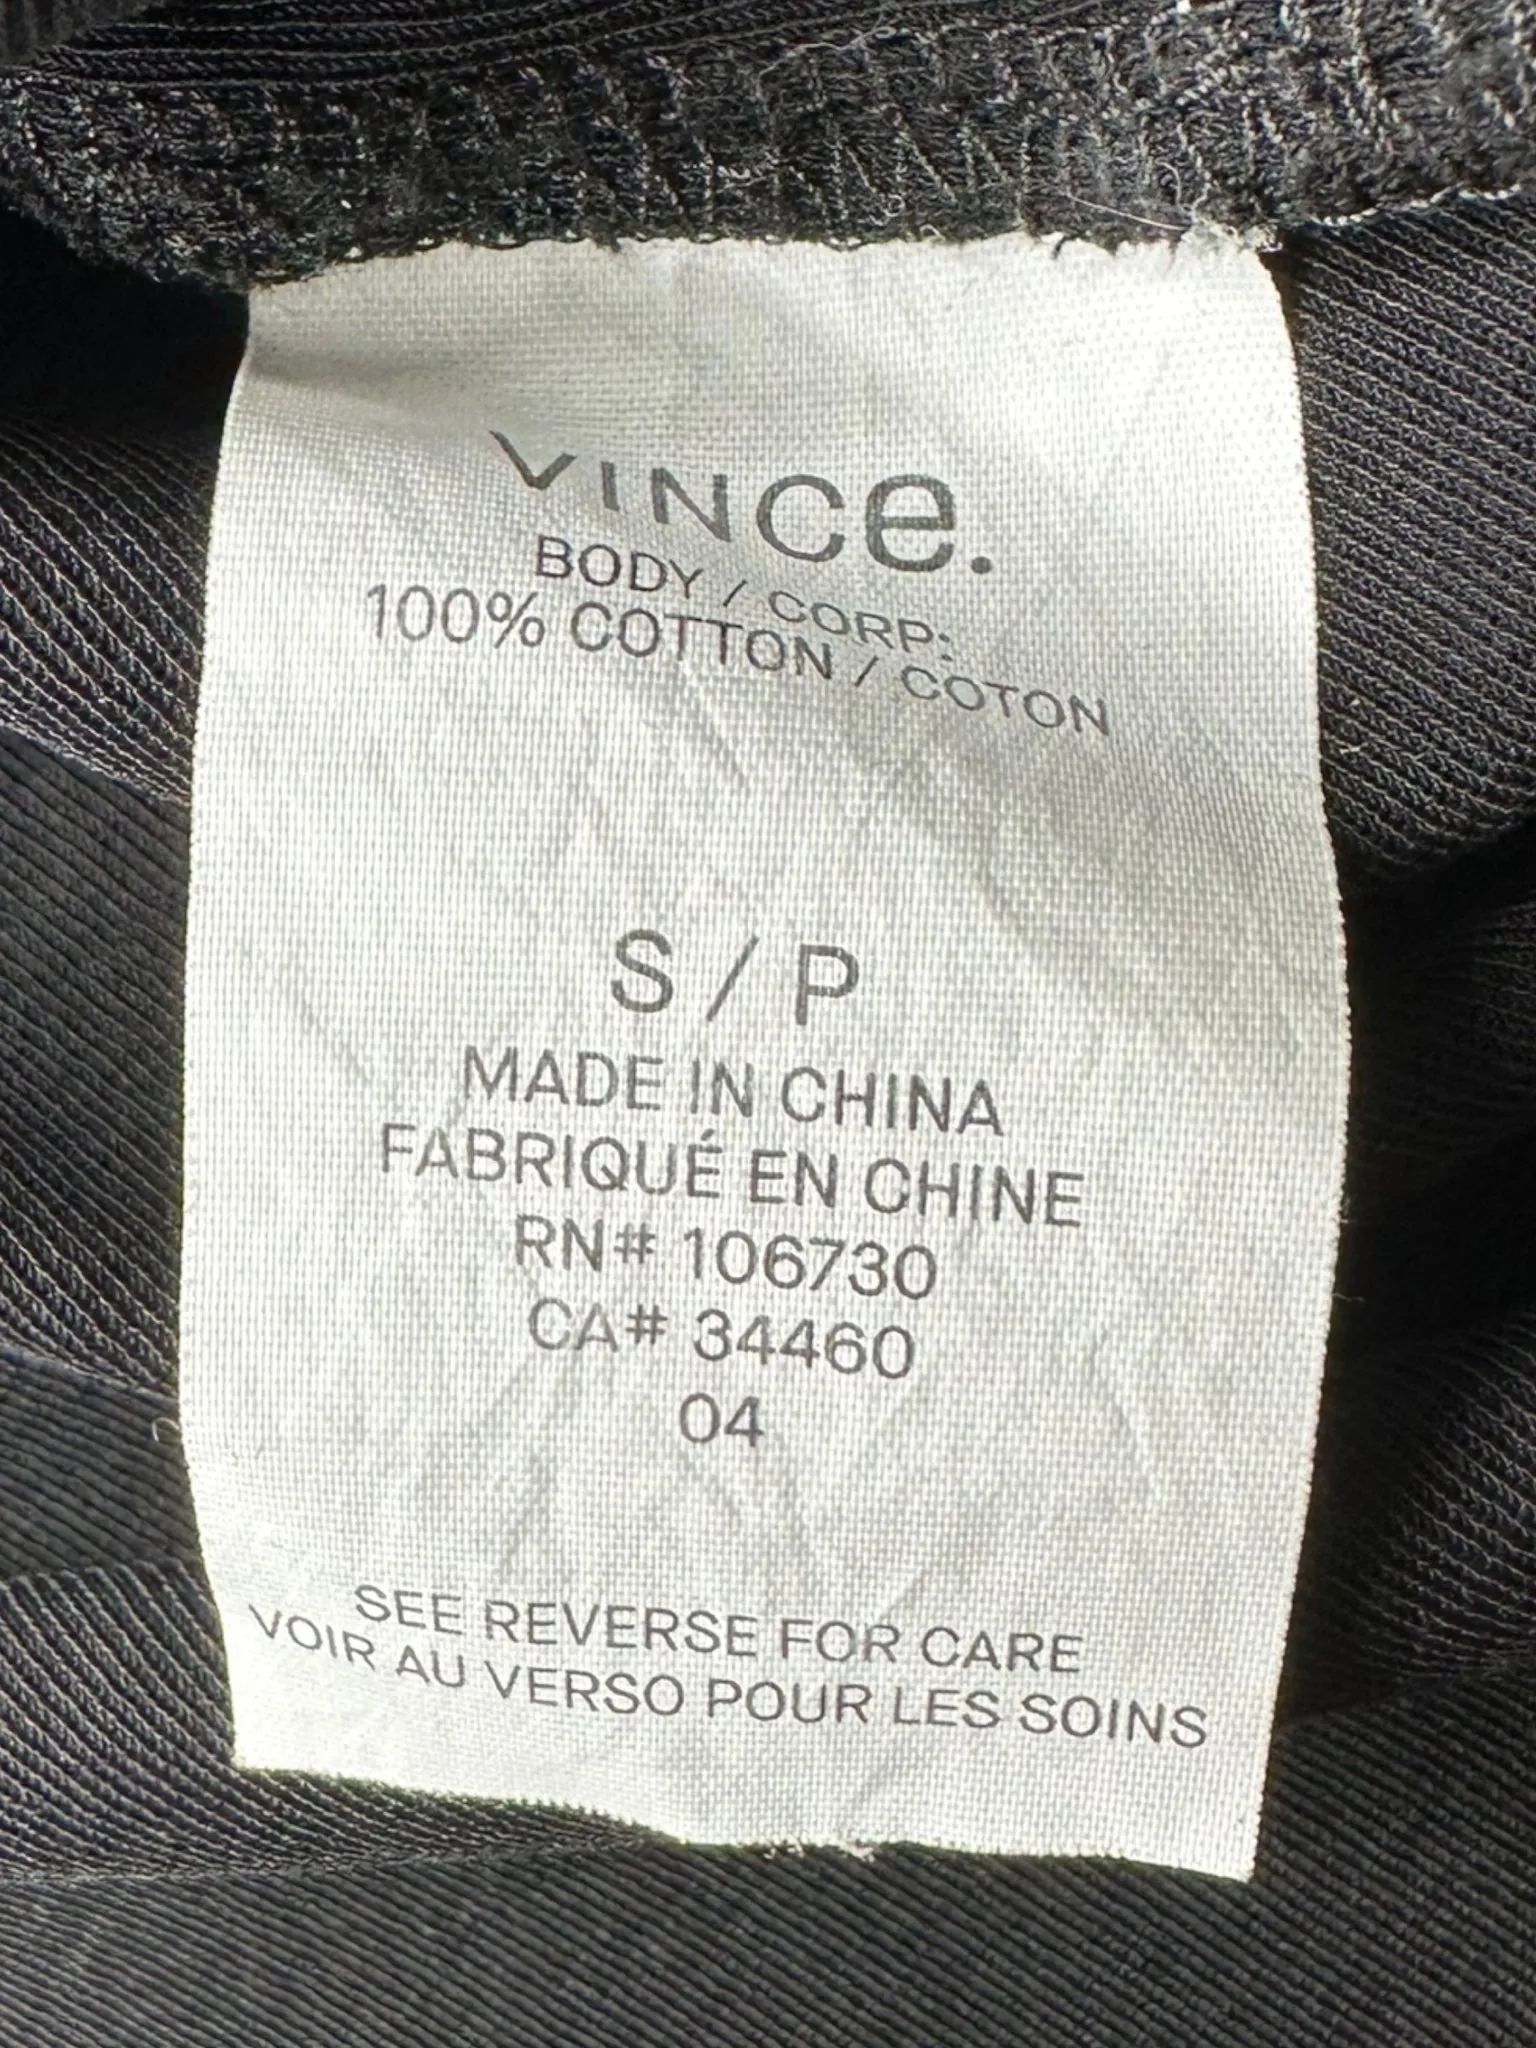 VINCe.
BODY / CORP:
100% COTTON / COTON
S / P
MADE IN CHINA
FABRIQUÉ EN CHINE
RN# 106730
CA# 34460
04
SEE REVERSE FOR CARE
VOIR AU VERSO POUR LES SOINS